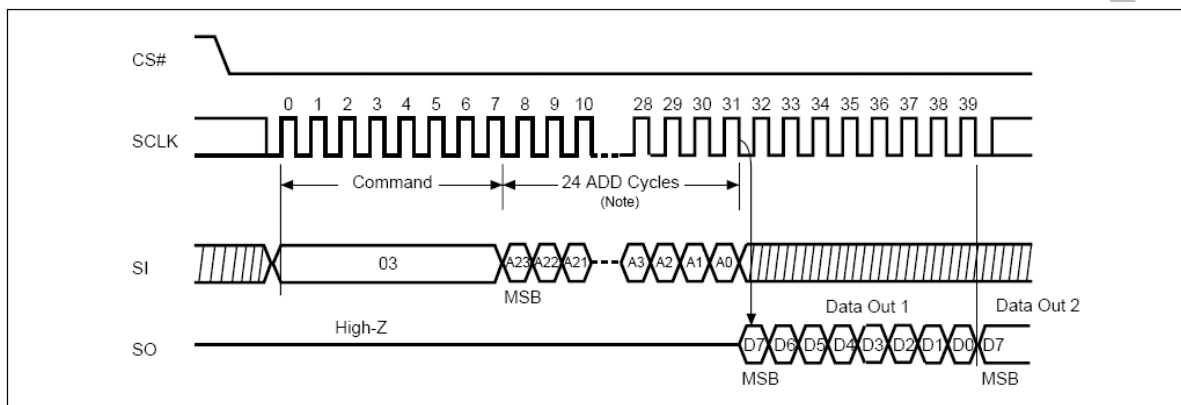 CS#
0 1 2 3 4 5 6 7 8 9 10 28 29 30 31 32 33 34 35 36 37 38 39
SCLK
Command 24 ADD Cycles
(Note)
SI 03 A23 A22 A21 A3 A2 A1 A0
MSB
Data Out 1 Data Out 2
High-Z
SO D7 D6 D5 D4 D3 D2 D1 D0 D7
MSB MSB